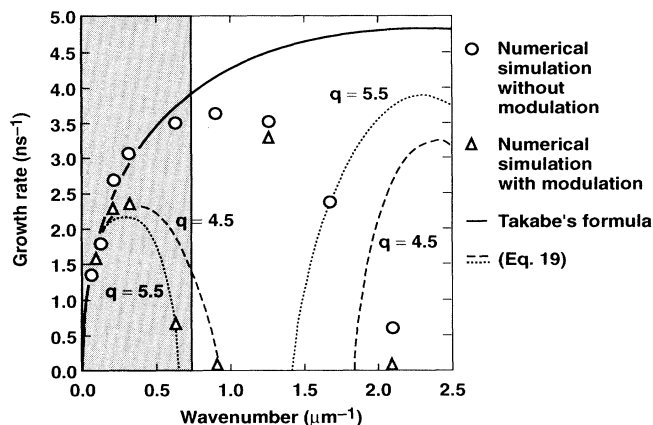 5.0
4.5
4.0
3.5
3.0
2.5
2.0
1.5
1.0
0.5
0.0
Growth rate (ns⁻¹)
q = 5.5
q = 4.5
q = 4.5
q = 5.5
0.0 0.5 1.0 1.5 2.0 2.5
Wavenumber (μm⁻¹)
Numerical
simulation
without
modulation
Numerical
simulation
with modulation
Takabe's formula
(Eq. 19)